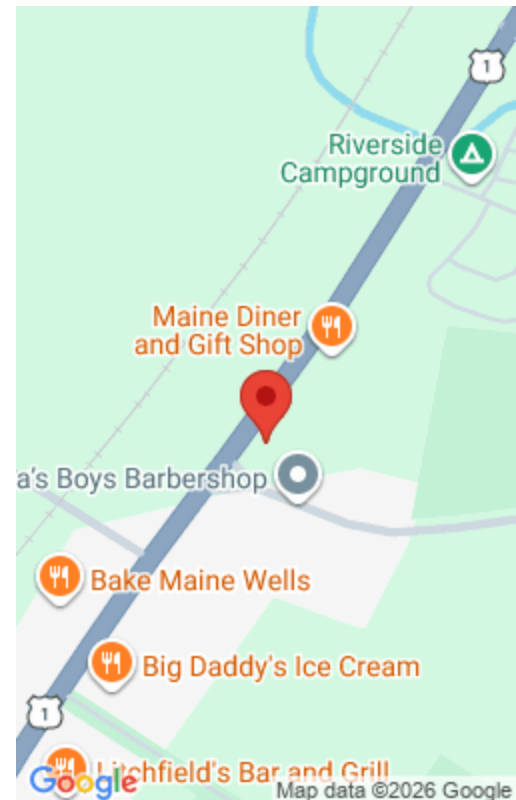 1
Riverside
Campground
Maine Diner
and Gift Shop
a's Boys Barbershop
Bake Maine Wells
Big Daddy's Ice Cream
1
Litchfield's Bar and Grill
Google
Map data ©2026 Google